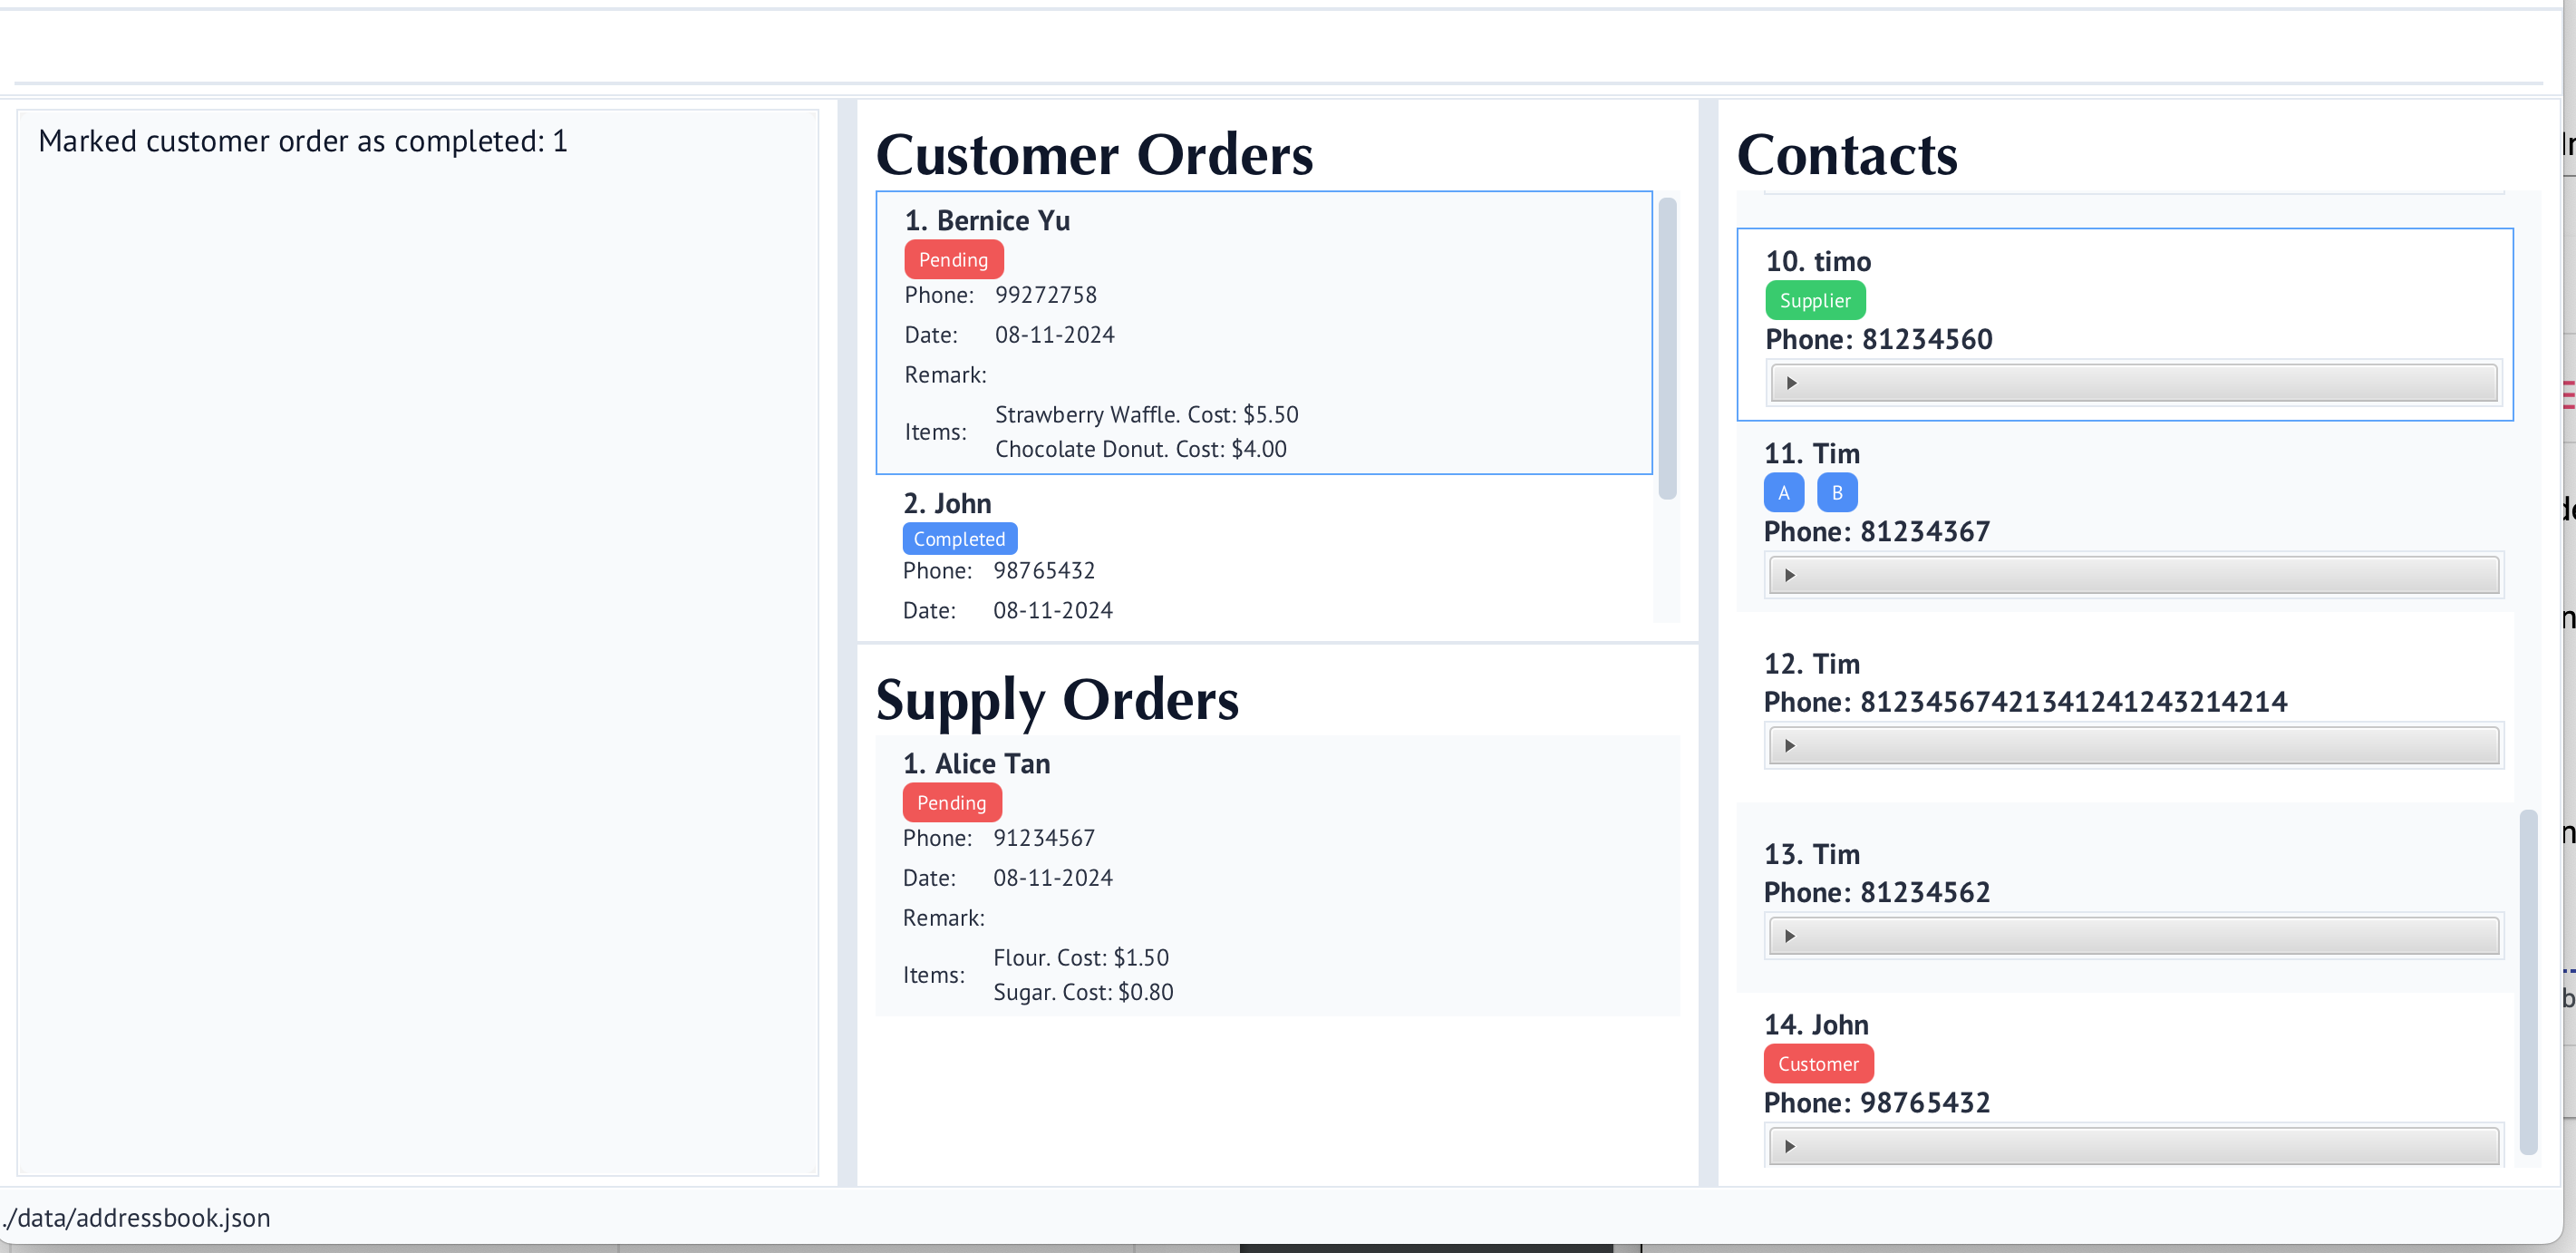 Marked customer order as completed: 1
Customer Orders
1. Bernice Yu
Pending
Phone: 99272758
Date: 08-11-2024
Remark:
Items:
Strawberry Waffle. Cost: $5.50
Chocolate Donut. Cost: $4.00
2. John
Completed
Phone: 98765432
Date: 08-11-2024
Supply Orders
1. Alice Tan
Pending
Phone: 91234567
Date: 08-11-2024
Remark:
Items:
Flour. Cost: $1.50
Sugar. Cost: $0.80
Contacts
10. timo
Supplier
Phone: 81234560
11. Tim
A B
Phone: 81234367
12. Tim
Phone: 81234567421341241243214214
13. Tim
Phone: 81234562
14. John
Customer
Phone: 98765432
./data/addressbook.json